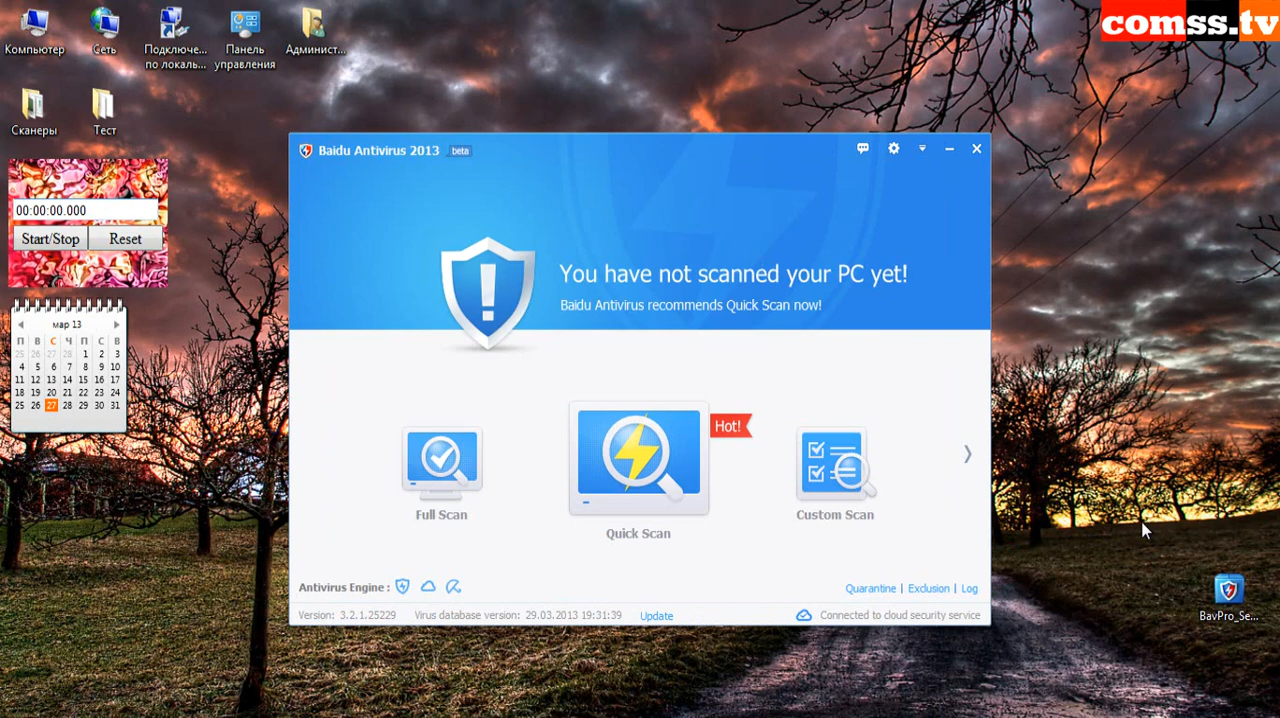 comss.tv
Компьютер
Сеть
Подключе...
по локаль...
Панель
управления
Админист...
Сканеры
Тест
00:00:00.000
Start/Stop
Reset
мар 13
П В С Ч П С В
25 26 27 28 1 2 3
4 5 6 7 8 9 10
11 12 13 14 15 16 17
18 19 20 21 22 23 24
25 26 27 28 29 30 31
Baidu Antivirus 2013 beta
You have not scanned your PC yet!
Baidu Antivirus recommends Quick Scan now!
Hot!
Full Scan
Quick Scan
Custom Scan
Antivirus Engine :
Quarantine | Exclusion | Log
Version: 3.2.1.25229 Virus database version: 29.03.2013 19:31:39 Update
Connected to cloud security service
BavPro_Se...